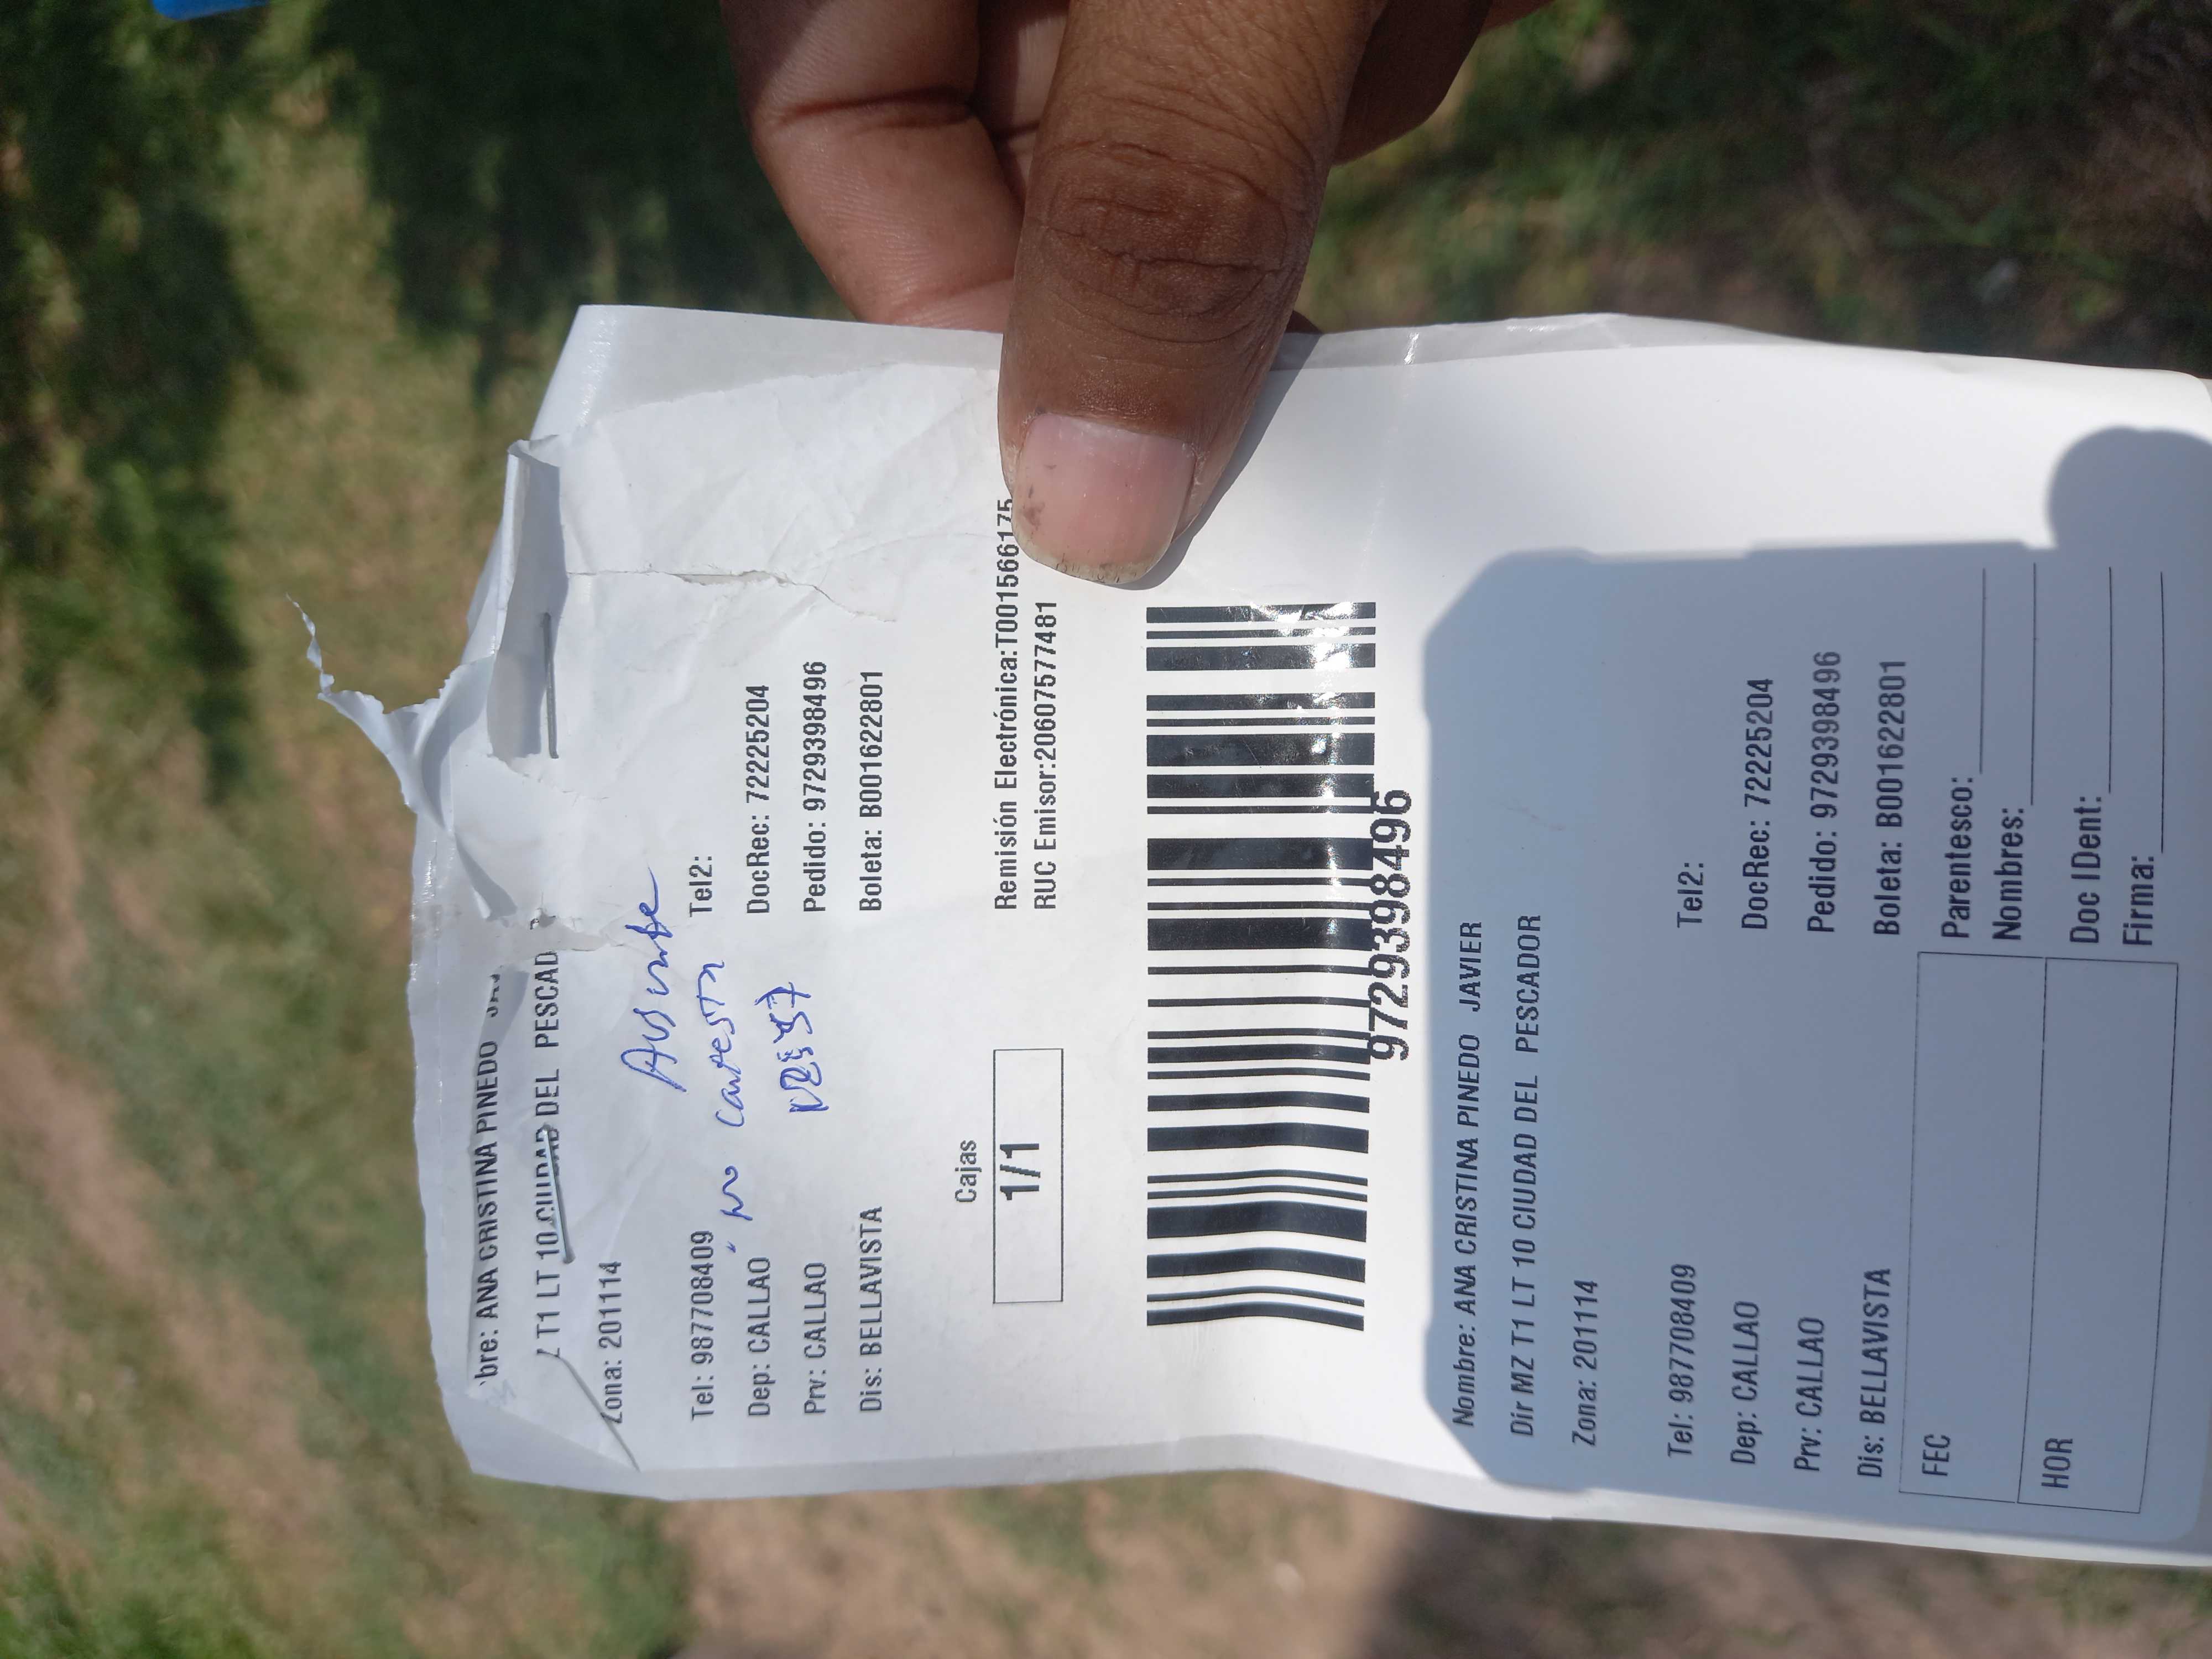 bre: ANA CRISTINA PINEDO
T1 LT 10 CIUDAD DEL PESCAD
Zona: 201114
Ausente
Tel: 987708409 Tel2:
no contesta
Dep: CALLAO DocRec: 72225204
Prv: CALLAO Pedido: 9729398496
Dis: BELLAVISTA Boleta: B001622801
Cajas
1/1
Remisión Electrónica:T001566175
RUC Emisor:20607577481
9729398496
Nombre: ANA CRISTINA PINEDO JAVIER
Dir MZ T1 LT 10 CIUDAD DEL PESCADOR
Zona: 201114
Tel: 987708409 Tel2:
Dep: CALLAO DocRec: 72225204
Prv: CALLAO Pedido: 9729398496
Dis: BELLAVISTA Boleta: B001622801
FEC Parentesco:
Nombres:
HOR Doc IDent:
Firma: